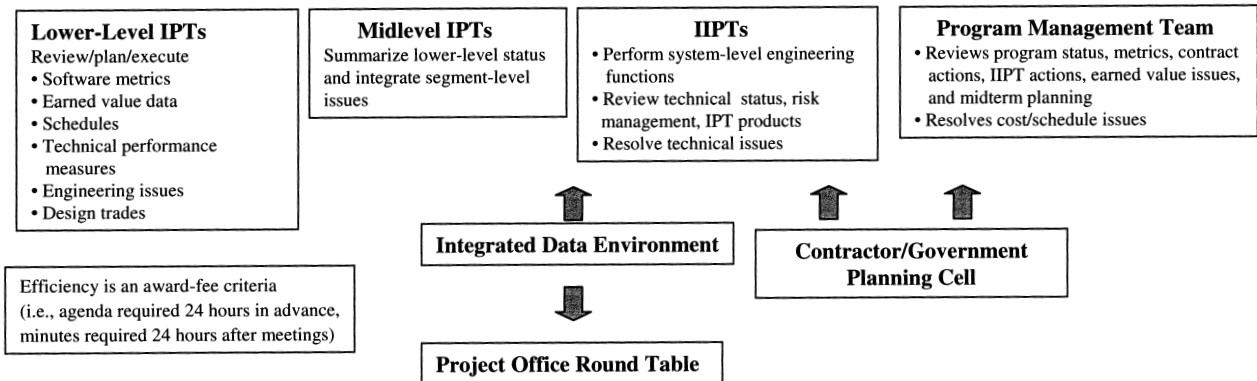 Lower-Level IPTs
Review/plan/execute
• Software metrics
• Earned value data
• Schedules
• Technical performance
measures
• Engineering issues
• Design trades
Midlevel IPTs
Summarize lower-level status
and integrate segment-level
issues
IIPTs
• Perform system-level engineering
functions
• Review technical status, risk
management, IPT products
• Resolve technical issues
Program Management Team
• Reviews program status, metrics, contract
actions, IIPT actions, earned value issues,
and midterm planning
• Resolves cost/schedule issues
Integrated Data Environment
Contractor/Government
Planning Cell
Efficiency is an award-fee criteria
(i.e., agenda required 24 hours in advance,
minutes required 24 hours after meetings)
Project Office Round Table